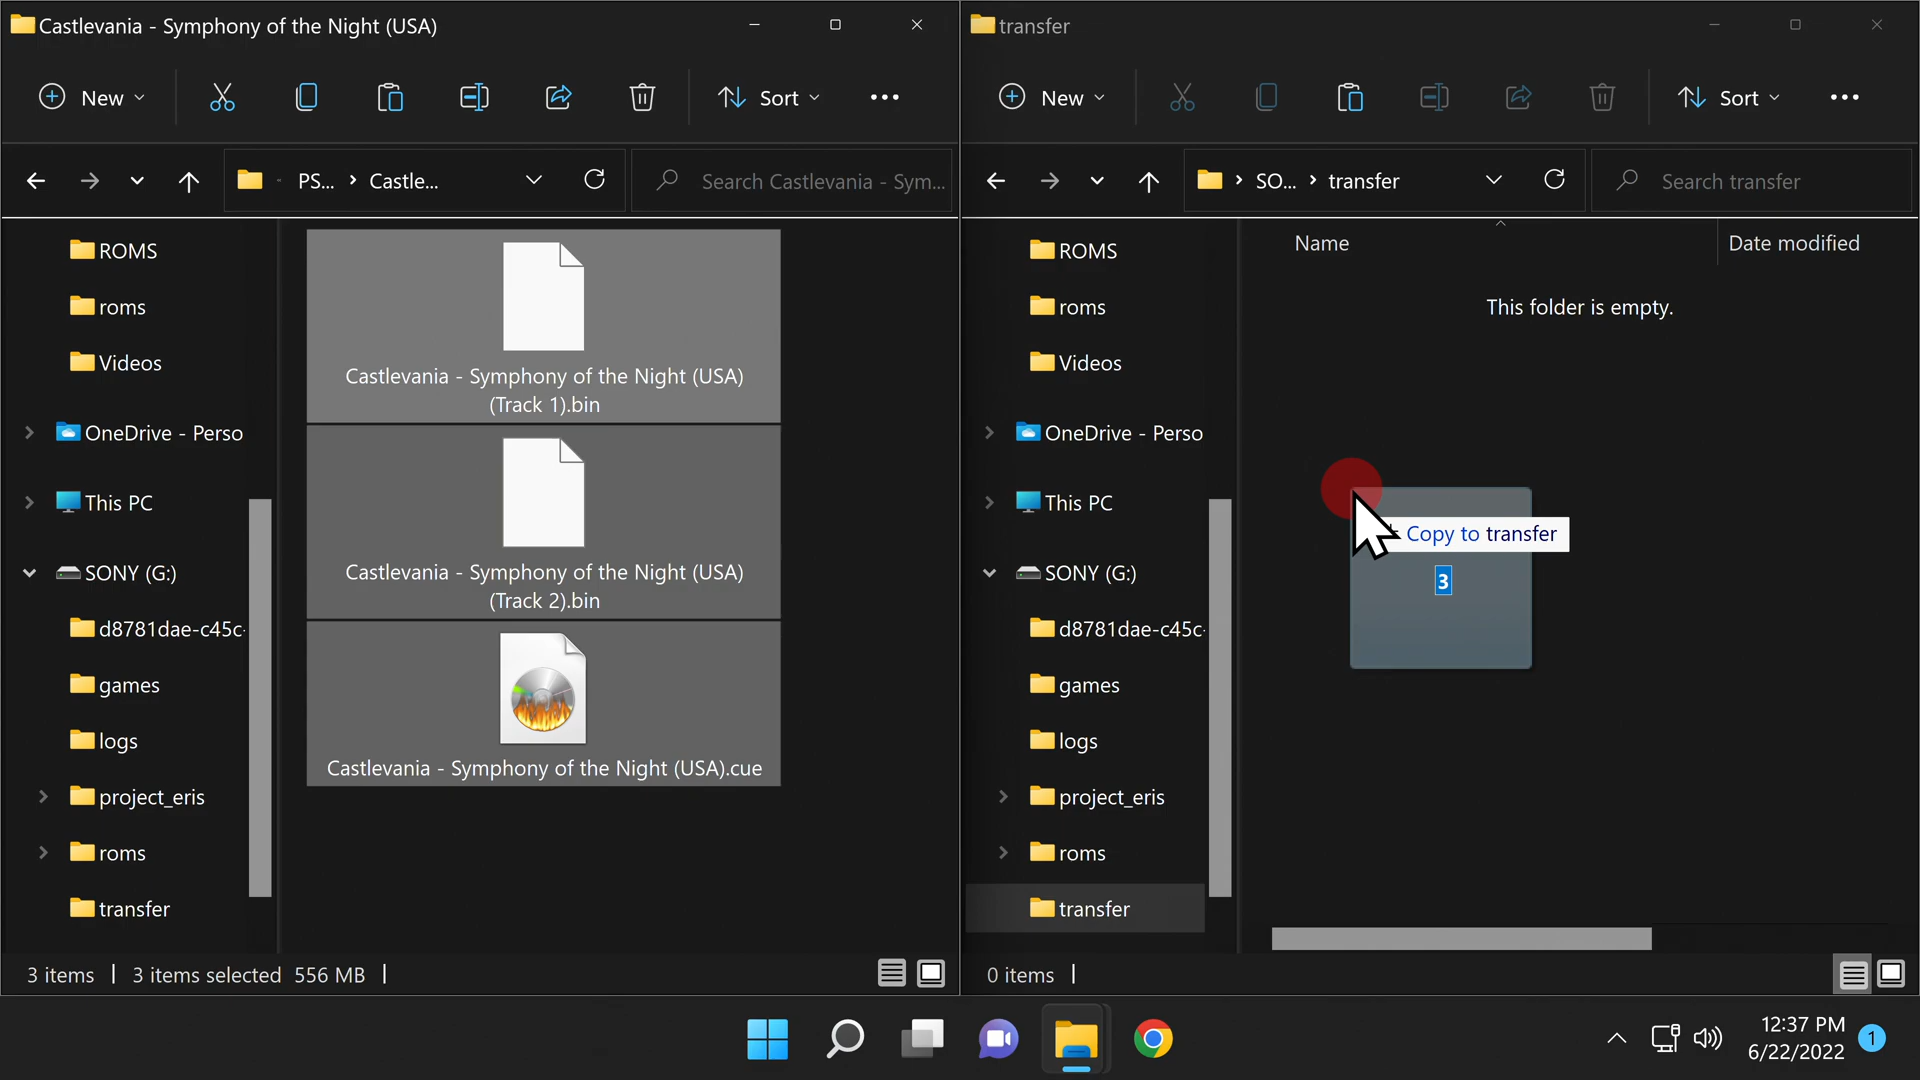 Castlevania - Symphony of the Night (USA)
New
Sort
PS...
Castle...
Search Castlevania - Sym...
ROMS
roms
Videos
OneDrive - Perso
This PC
SONY (G:)
d8781dae-c45c-
games
logs
project_eris
roms
transfer
Castlevania - Symphony of the Night (USA)
(Track 1).bin
Castlevania - Symphony of the Night (USA)
(Track 2).bin
Castlevania - Symphony of the Night (USA).cue
3 items
3 items selected 556 MB
transfer
New
Sort
SO...
transfer
Search transfer
ROMS
roms
Videos
OneDrive - Perso
This PC
SONY (G:)
d8781dae-c45c-
games
logs
project_eris
roms
transfer
Name
Date modified
This folder is empty.
Copy to transfer
3
0 items
12:37 PM
6/22/2022
1